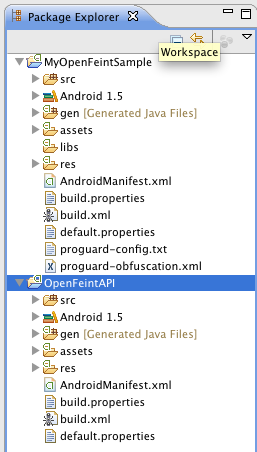 Package Explorer
Workspace
MyOpenFeintSample
src
Android 1.5
gen [Generated Java Files]
assets
libs
res
AndroidManifest.xml
build.properties
build.xml
default.properties
proguard-config.txt
proguard-obfuscation.xml
OpenFeintAPI
src
Android 1.5
gen [Generated Java Files]
assets
res
AndroidManifest.xml
build.properties
build.xml
default.properties